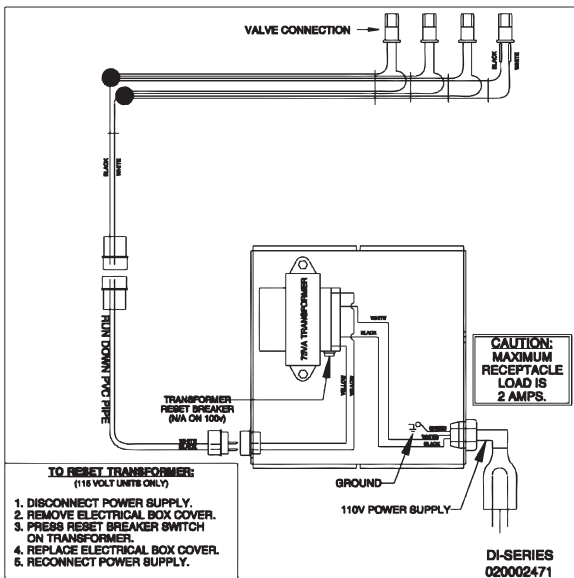 VALVE CONNECTION
BLACK
WHITE
BLACK
WHITE
RUN DOWN PVC PIPE
75VA TRANSFORMER
WHITE
BLACK
CAUTION:
MAXIMUM
RECEPTACLE
LOAD IS
2 AMPS.
TRANSFORMER
RESET BREAKER
(N/A ON 100v)
YELLOW
YELLOW
GREEN
WHITE
BLACK
WHITE
BLACK
GROUND
110V POWER SUPPLY
TO RESET TRANSFORMER:
(115 VOLT UNITS ONLY)
1. DISCONNECT POWER SUPPLY.
2. REMOVE ELECTRICAL BOX COVER.
3. PRESS RESET BREAKER SWITCH
ON TRANSFORMER.
4. REPLACE ELECTRICAL BOX COVER.
5. RECONNECT POWER SUPPLY.
DI-SERIES
020002471